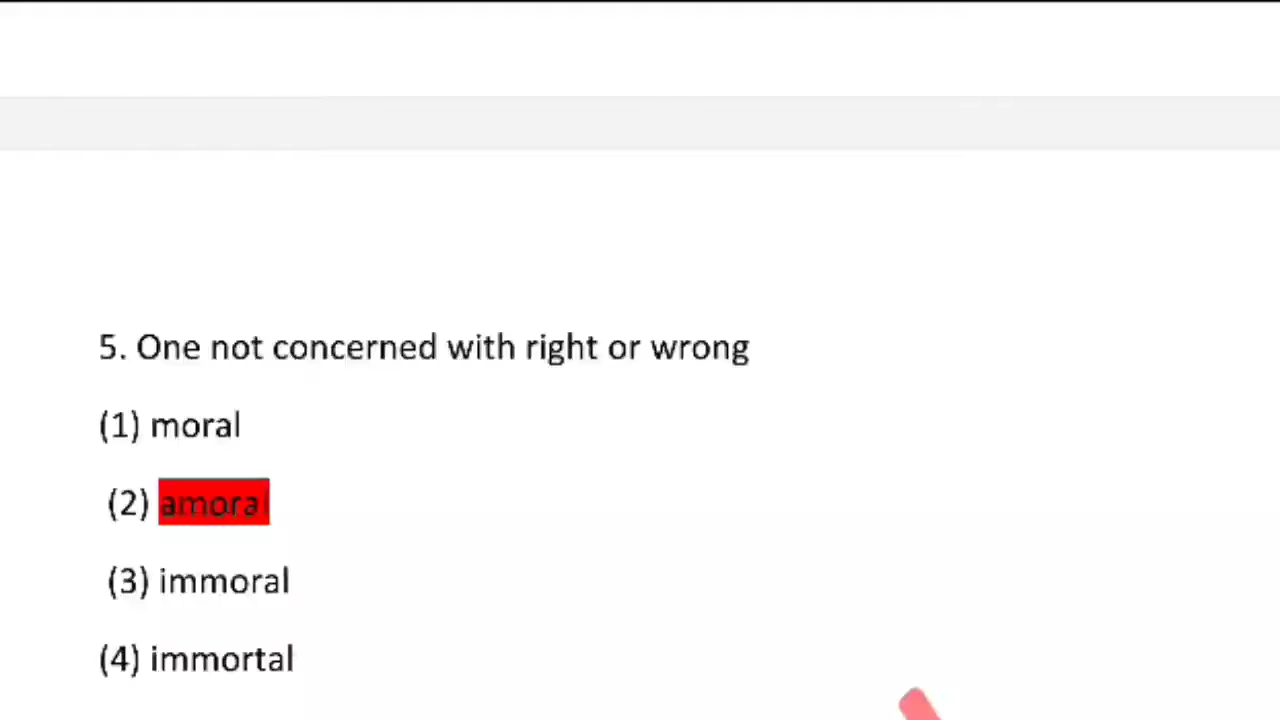 5. One not concerned with right or wrong
(1) moral
(2) amoral
(3) immoral
(4) immortal